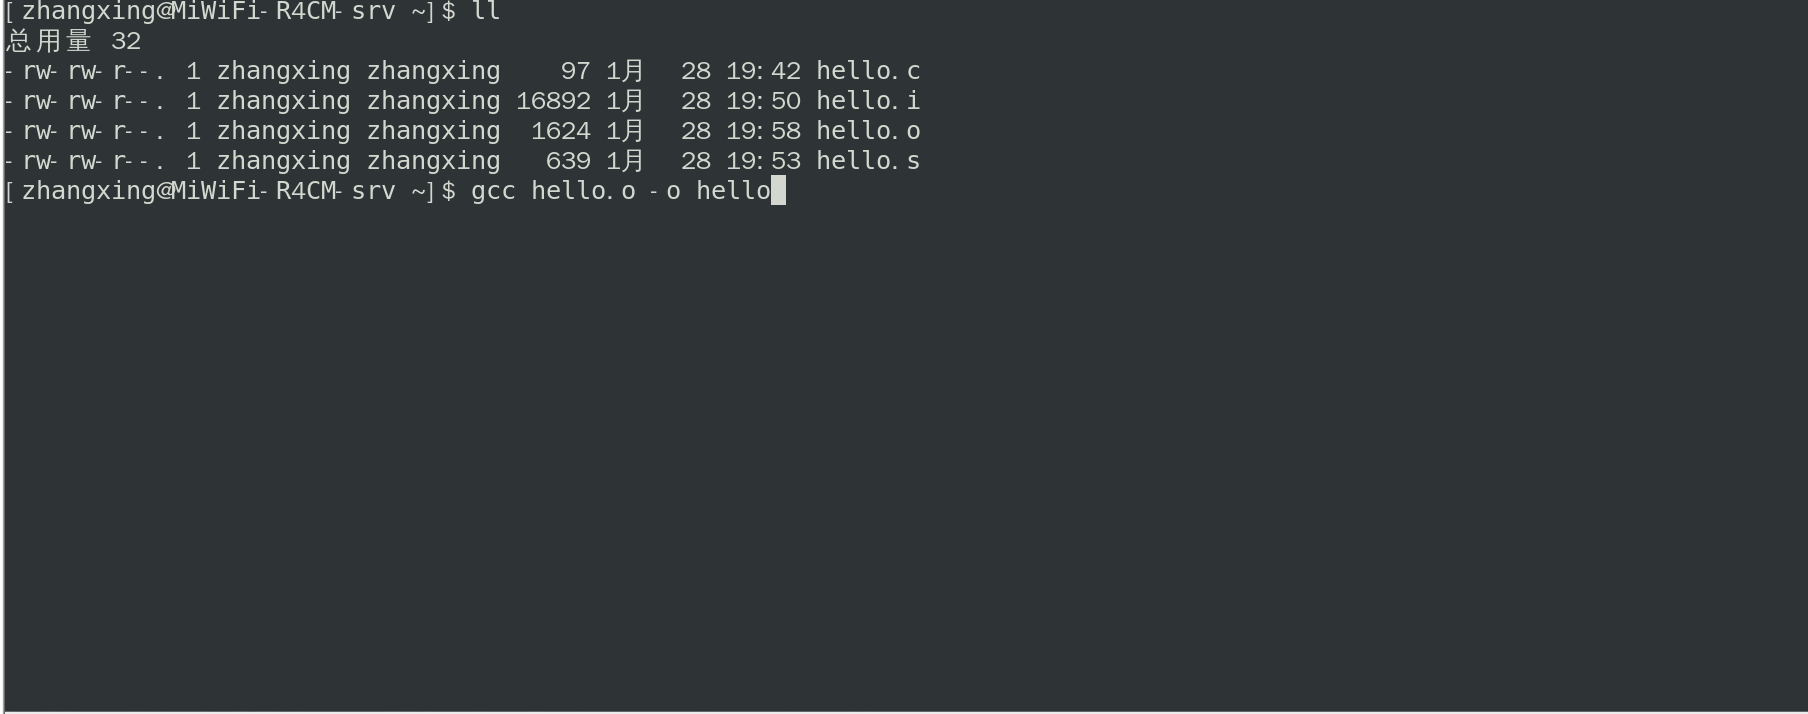 [zhangxing@MiWiFi-R4CM-srv ~]$ ll
总用量 32
-rw-rw-r--. 1 zhangxing zhangxing    97 1月  28 19:42 hello.c
-rw-rw-r--. 1 zhangxing zhangxing 16892 1月  28 19:50 hello.i
-rw-rw-r--. 1 zhangxing zhangxing  1624 1月  28 19:58 hello.o
-rw-rw-r--. 1 zhangxing zhangxing   639 1月  28 19:53 hello.s
[zhangxing@MiWiFi-R4CM-srv ~]$ gcc hello.o -o hello